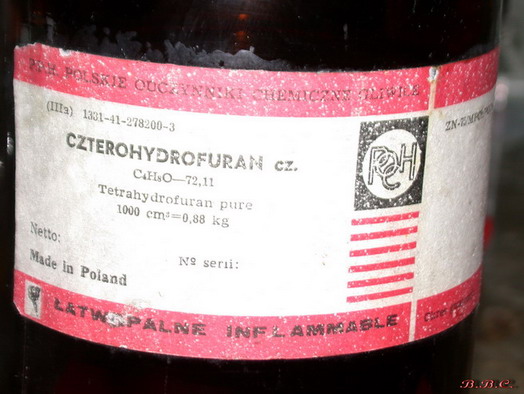 P.O.CH POLSKIE ODCZYNNIKI CHEMICZNE GLIWICE
(IIIa) 1331-41-278200-3
CZTEROHYDROFURAN cz.
C4H8O—72,11
Tetrahydrofuran pure
1000 cm³=0,88 kg
Netto:
Nº serii:
Made in Poland
POCH
ŁATWOPALNE INFLAMMABLE
B.B.C.